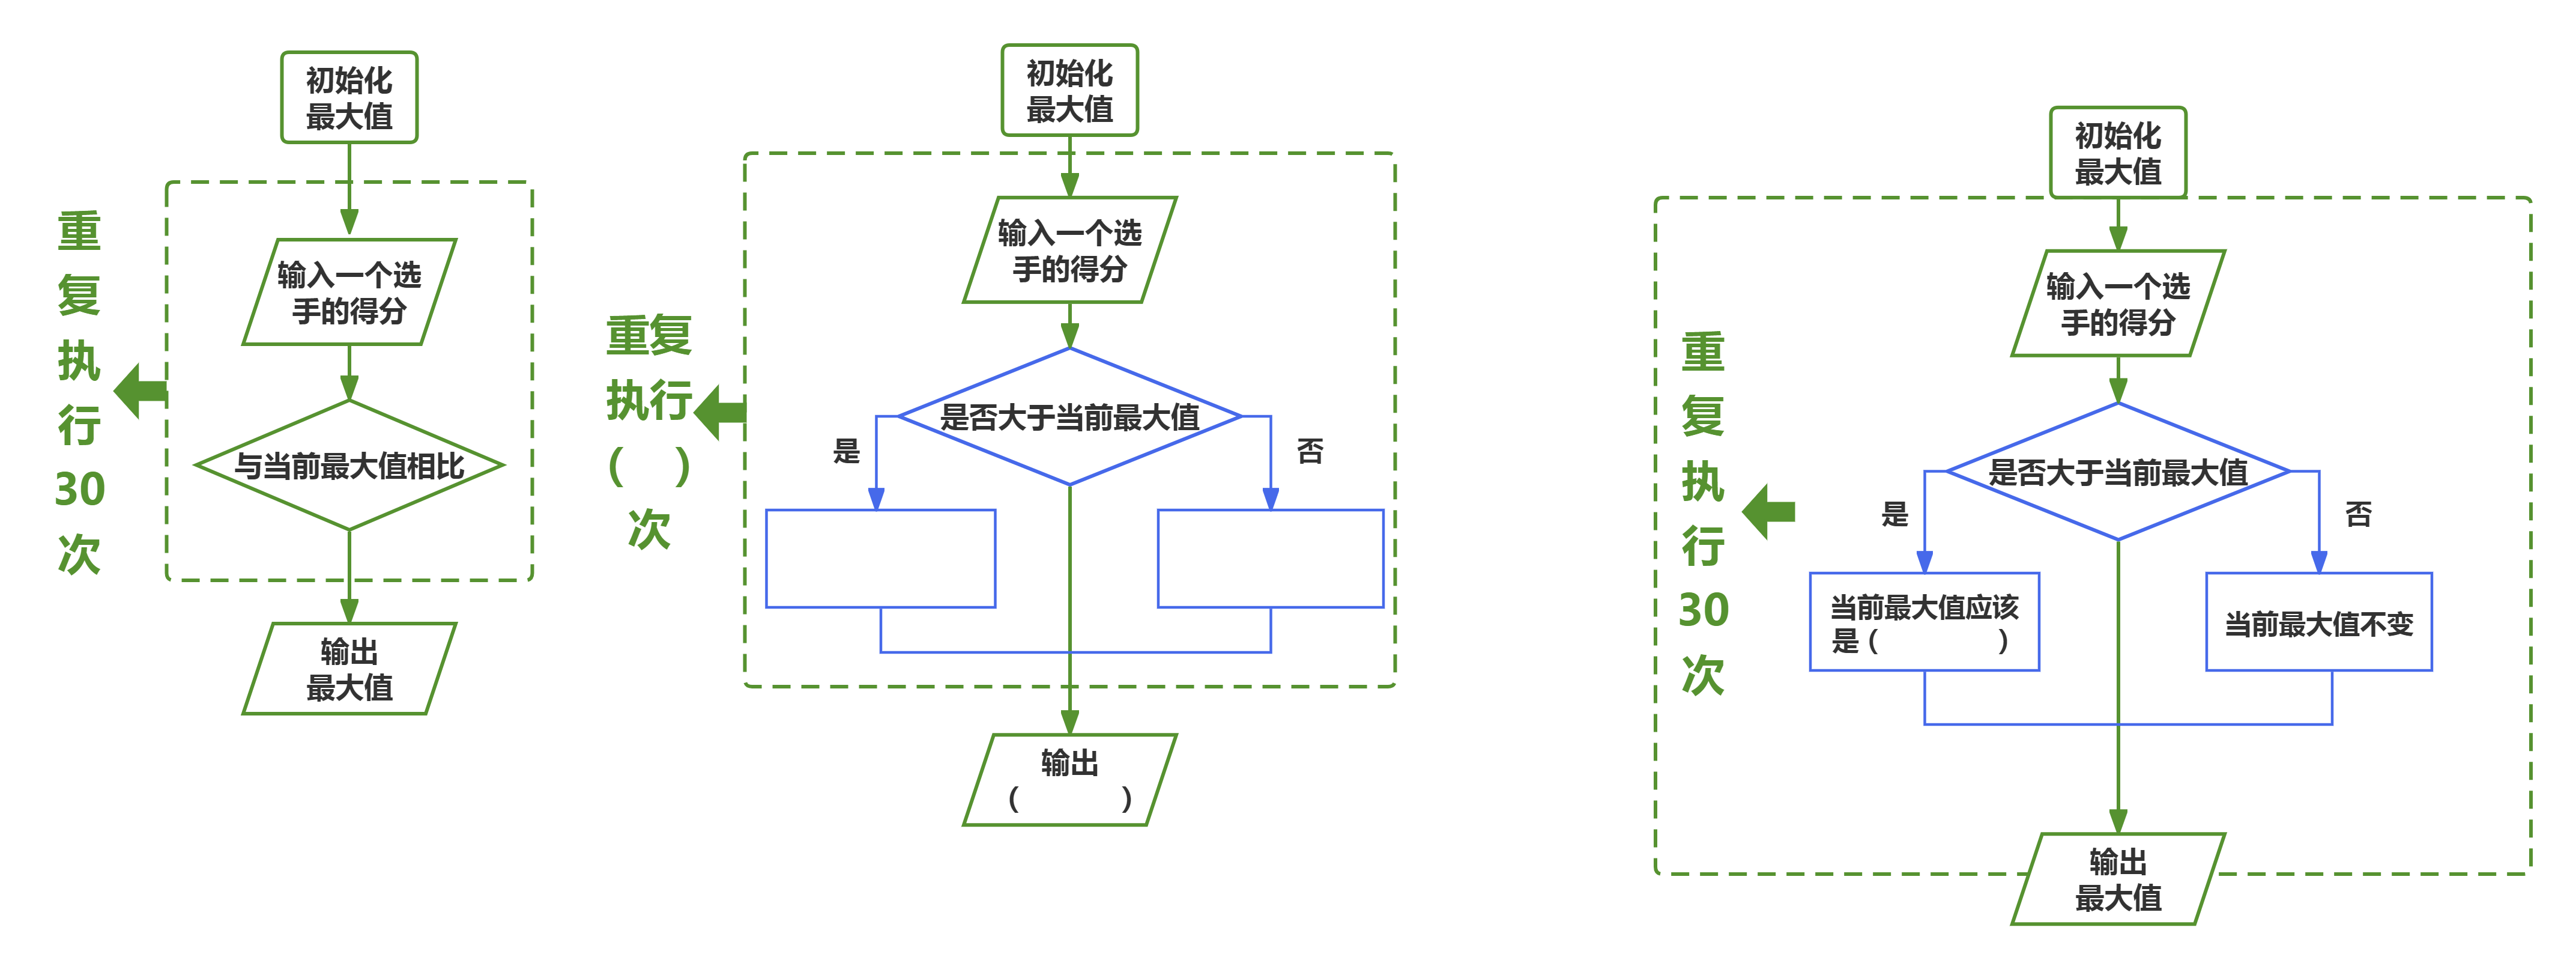 初始化
最大值
重
复
执
行
30
次
输入一个选
手的得分
与当前最大值相比
输出
最大值
初始化
最大值
重复
执行
(　)
次
输入一个选
手的得分
是否大于当前最大值
是
否
输出
(　　　)
初始化
最大值
重
复
执
行
30
次
输入一个选
手的得分
是否大于当前最大值
是
否
当前最大值应该
是(　　　)
当前最大值不变
输出
最大值